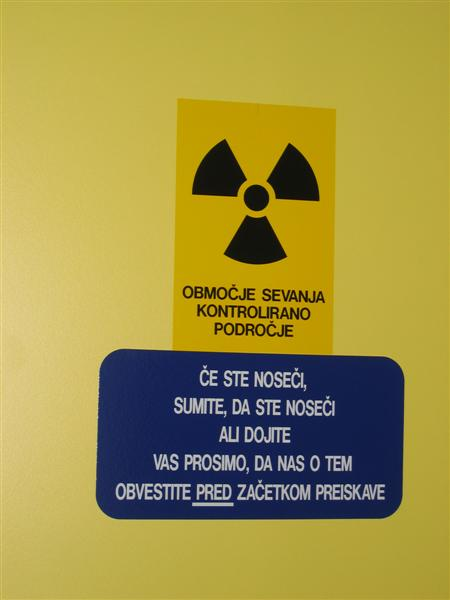 OBMOČJE SEVANJA
KONTROLIRANO
PODROČJE
ČE STE NOSEČI,
SUMITE, DA STE NOSEČI
ALI DOJITE
VAS PROSIMO, DA NAS O TEM
OBVESTITE PRED ZAČETKOM PREISKAVE